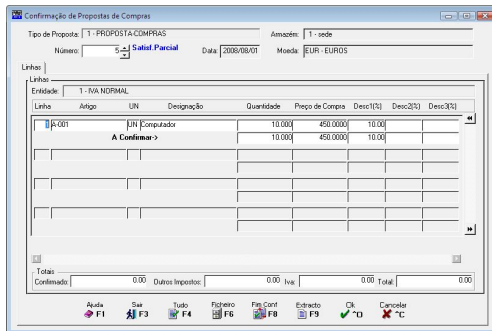 Confirmação de Propostas de Compras
Tipo de Proposta: 1 - PROPOSTA-COMPRAS Armazém: 1 - sede
Número: 5 Satisf.Parcial Data: 2008/08/01 Moeda: EUR - EUROS
Linhas
Linhas
Entidade: 1 - IVA NORMAL
Linha Artigo UN Designação Quantidade Preço de Compra Desc1(%) Desc2(%) Desc3(%)
1 A-001 UN Computador 10.000 450.0000 10.00
A Confirmar-> 10.000 450.0000 10.00
Totais
Confirmado: 0.00 Outros Impostos: 0.00 Iva: 0.00 Total: 0.00
Ajuda Sair Tudo Ficheiro Fim Conf Extracto Ok Cancelar
F1 F3 F4 F6 F8 F9 ^O ^C